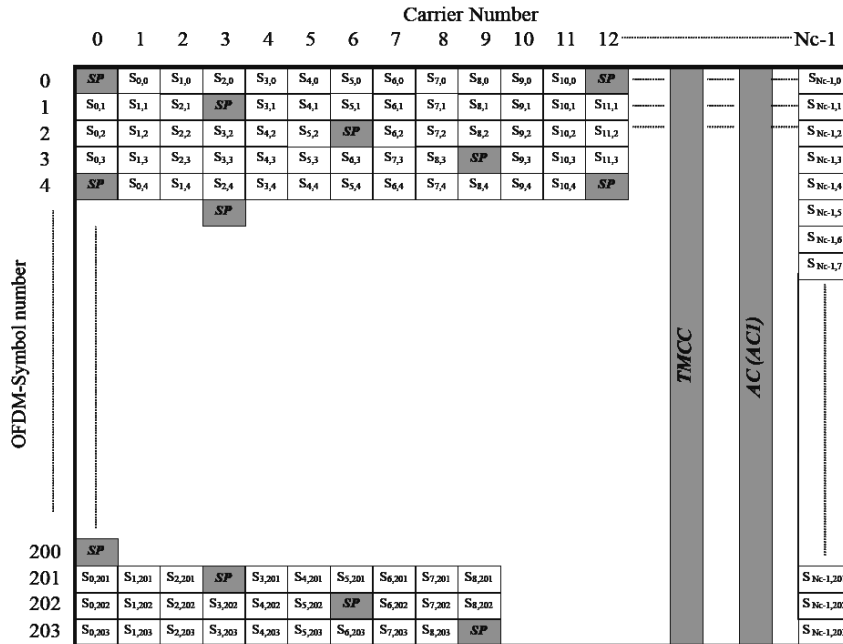 Carrier Number
0 1 2 3 4 5 6 7 8 9 10 11 12 Nc-1
0 SP S0,0 S1,0 S2,0 S3,0 S4,0 S5,0 S6,0 S7,0 S8,0 S9,0 S10,0 SP SNc-1,0
1 S0,1 S1,1 S2,1 SP S3,1 S4,1 S5,1 S6,1 S7,1 S8,1 S9,1 S10,1 S11,1 SNc-1,1
2 S0,2 S1,2 S2,2 S3,2 S4,2 S5,2 SP S6,2 S7,2 S8,2 S9,2 S10,2 S11,2 SNc-1,2
3 S0,3 S1,3 S2,3 S3,3 S4,3 S5,3 S6,3 S7,3 S8,3 SP S9,3 S10,3 S11,3 SNc-1,3
4 SP S0,4 S1,4 S2,4 S3,4 S4,4 S5,4 S6,4 S7,4 S8,4 S9,4 S10,4 SP SNc-1,4
SP SNc-1,5
SNc-1,6
SNc-1,7
OFDM-Symbol number
TMCC
AC (AC1)
200 SP
201 S0,201 S1,201 S2,201 SP S3,201 S4,201 S5,201 S6,201 S7,201 S8,201 SNc-1,20
202 S0,202 S1,202 S2,202 S3,202 S4,202 S5,202 SP S6,202 S7,202 S8,202 SNc-1,20
203 S0,203 S1,203 S2,203 S3,203 S4,203 S5,203 S6,203 S7,203 S8,203 SP SNc-1,20